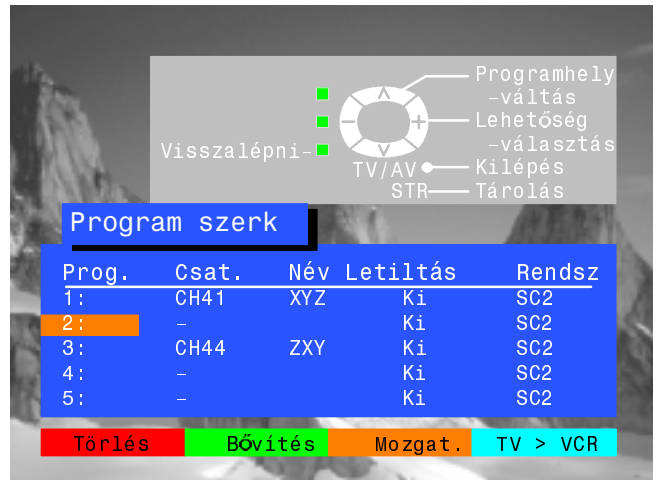 Programhely
-váltás
Lehetőség
-választás
Visszalépni-
TV/AV
Kilépés
STR
Tárolás
Program szerk
Prog. Csat. Név Letiltás Rendsz
1: CH41 XYZ Ki SC2
2: - Ki SC2
3: CH44 ZXY Ki SC2
4: - Ki SC2
5: - Ki SC2
Törlés Bővítés Mozgat. TV > VCR